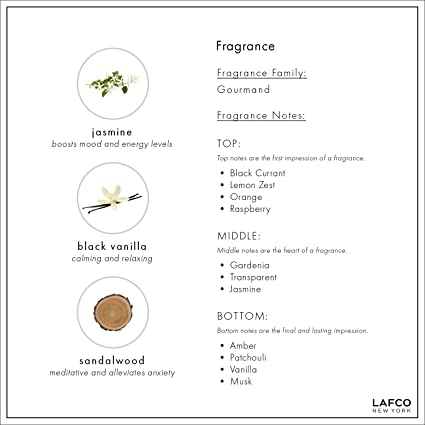 jasmine
boosts mood and energy levels
black vanilla
calming and relaxing
sandalwood
meditative and alleviates anxiety
Fragrance
Fragrance Family:
Gourmand
Fragrance Notes:
TOP:
Top notes are the first impression of a fragrance.
• Black Currant
• Lemon Zest
• Orange
• Raspberry
MIDDLE:
Middle notes are the heart of a fragrance.
• Gardenia
• Transparent
• Jasmine
BOTTOM:
Bottom notes are the final and lasting impression.
• Amber
• Patchouli
• Vanilla
• Musk
LAFCO
NEW YORK